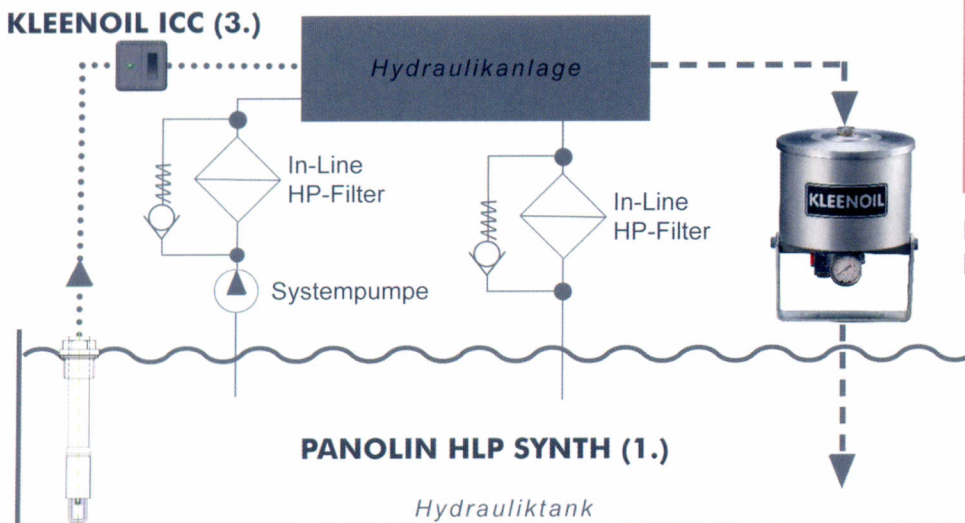 KLEENOIL ICC (3.)
Hydraulikanlage
In-Line
HP-Filter
KLEENOIL
In-Line
HP-Filter
Systempumpe
PANOLIN HLP SYNTH (1.)
Hydrauliktank